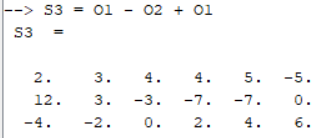 --> S3 = O1 - O2 + O1
S3 =
2. 3. 4. 4. 5. -5.
12. 3. -3. -7. -7. 0.
-4. -2. 0. 2. 4. 6.